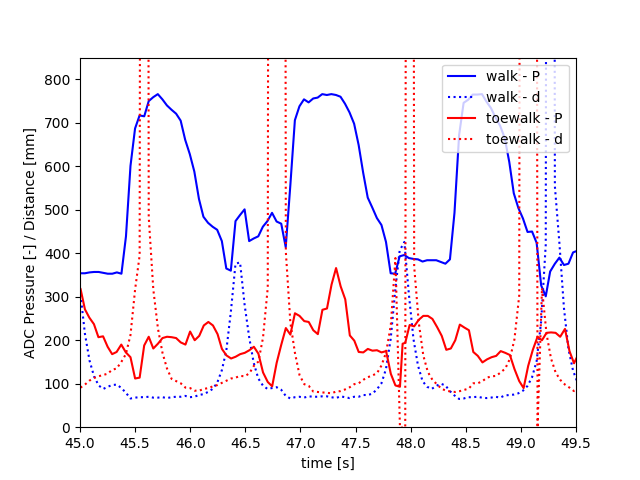 800
700
600
500
400
300
200
100
0
ADC Pressure [-] / Distance [mm]
walk - P
walk - d
toewalk - P
toewalk - d
45.0 45.5 46.0 46.5 47.0 47.5 48.0 48.5 49.0 49.5
time [s]